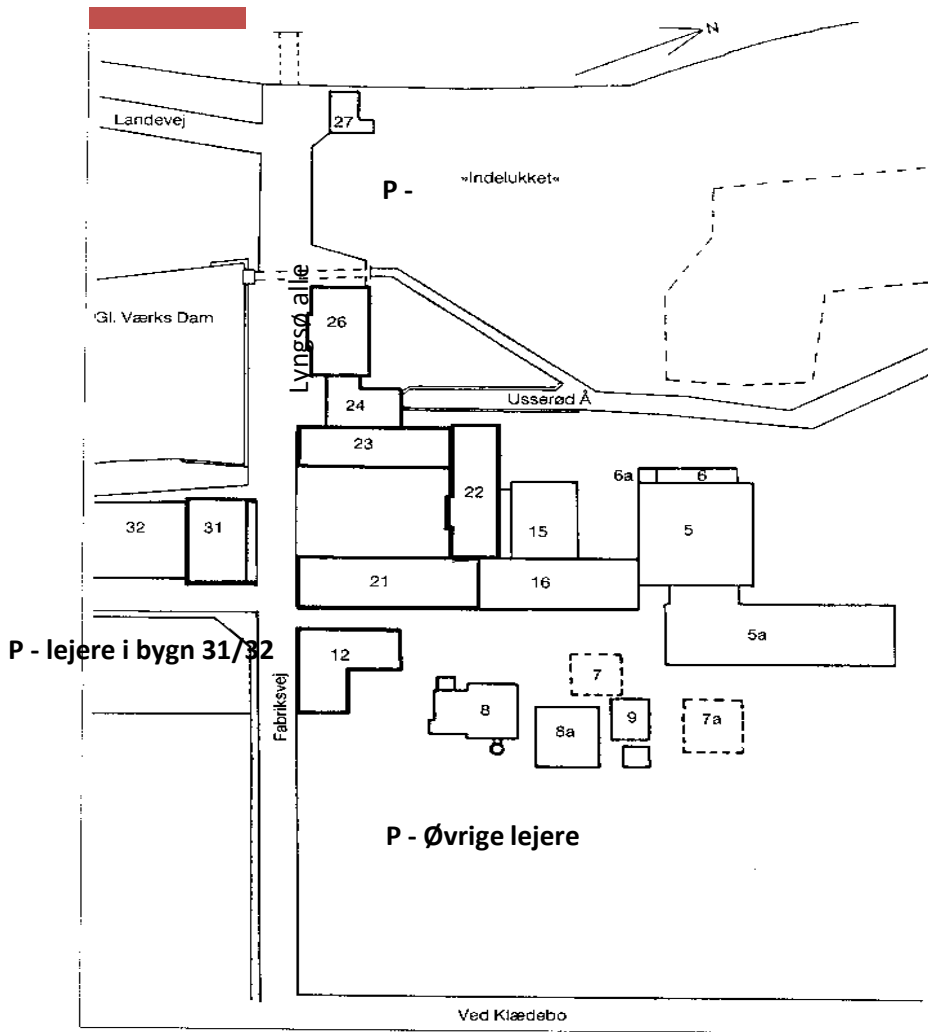 N
Landevej
27
P -
»Indelukket«
Lyngsø alle
Gl. Værks Dam
26
24
Usserød Å
23
22
6a
6
32
31
15
5
21
16
5a
P - lejere i bygn 31/32
12
7
Fabriksvej
8
8a
9
7a
P - Øvrige lejere
Ved Klædebo